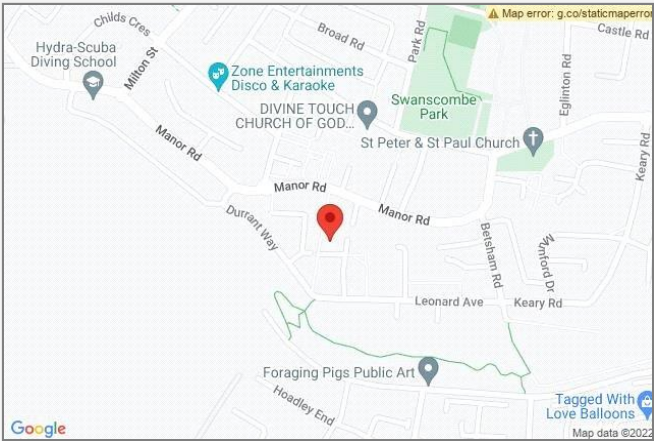 Map error: g.co/staticmaperror
Childs Cres
Broad Rd
Park Rd
Castle Rd
Hydra-Scuba
Diving School
Milton St
Zone Entertainments
Disco & Karaoke
Eglinton Rd
Swanscombe
Park
DIVINE TOUCH
CHURCH OF GOD...
St Peter & St Paul Church
Manor Rd
Keary Rd
Manor Rd
Manor Rd
Durrant Way
Betsham Rd
Mumford Dr
Leonard Ave
Keary Rd
Foraging Pigs Public Art
Hoadley End
Tagged With
Love Balloons
Google
Map data ©2022